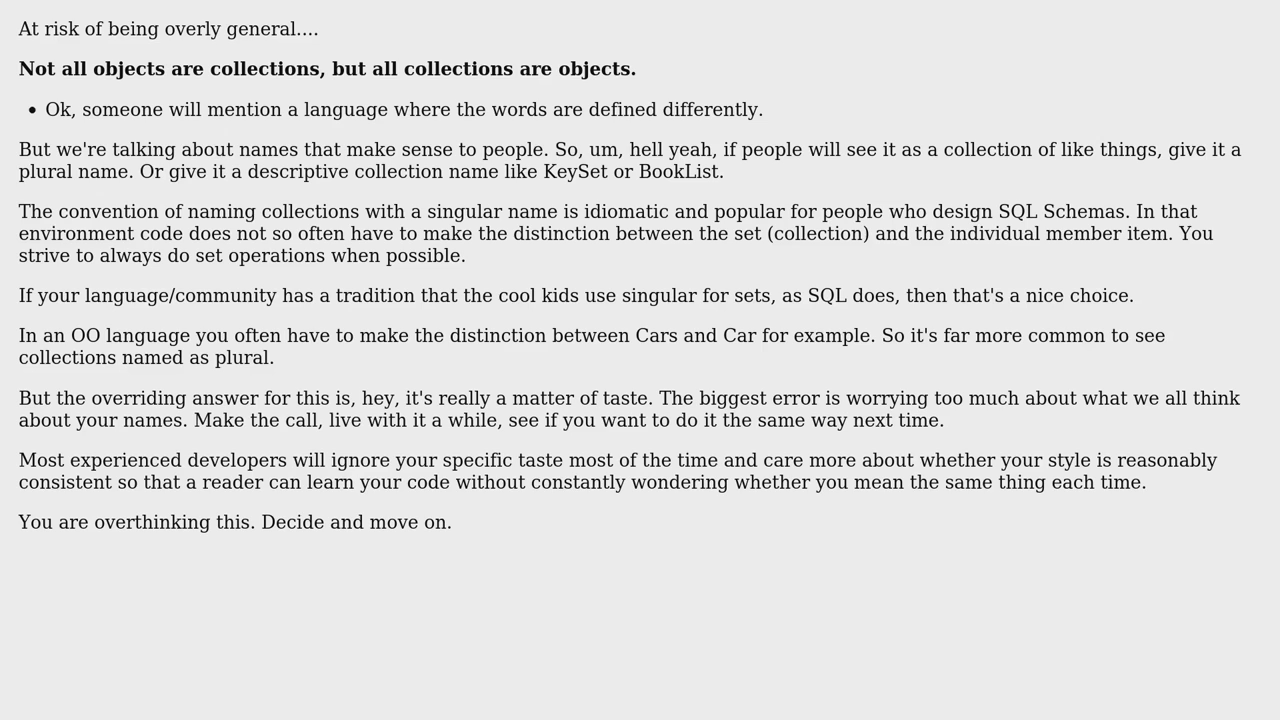 At risk of being overly general....
Not all objects are collections, but all collections are objects.
• Ok, someone will mention a language where the words are defined differently.
But we're talking about names that make sense to people. So, um, hell yeah, if people will see it as a collection of like things, give it a
plural name. Or give it a descriptive collection name like KeySet or BookList.
The convention of naming collections with a singular name is idiomatic and popular for people who design SQL Schemas. In that
environment code does not so often have to make the distinction between the set (collection) and the individual member item. You
strive to always do set operations when possible.
If your language/community has a tradition that the cool kids use singular for sets, as SQL does, then that's a nice choice.
In an OO language you often have to make the distinction between Cars and Car for example. So it's far more common to see
collections named as plural.
But the overriding answer for this is, hey, it's really a matter of taste. The biggest error is worrying too much about what we all think
about your names. Make the call, live with it a while, see if you want to do it the same way next time.
Most experienced developers will ignore your specific taste most of the time and care more about whether your style is reasonably
consistent so that a reader can learn your code without constantly wondering whether you mean the same thing each time.
You are overthinking this. Decide and move on.